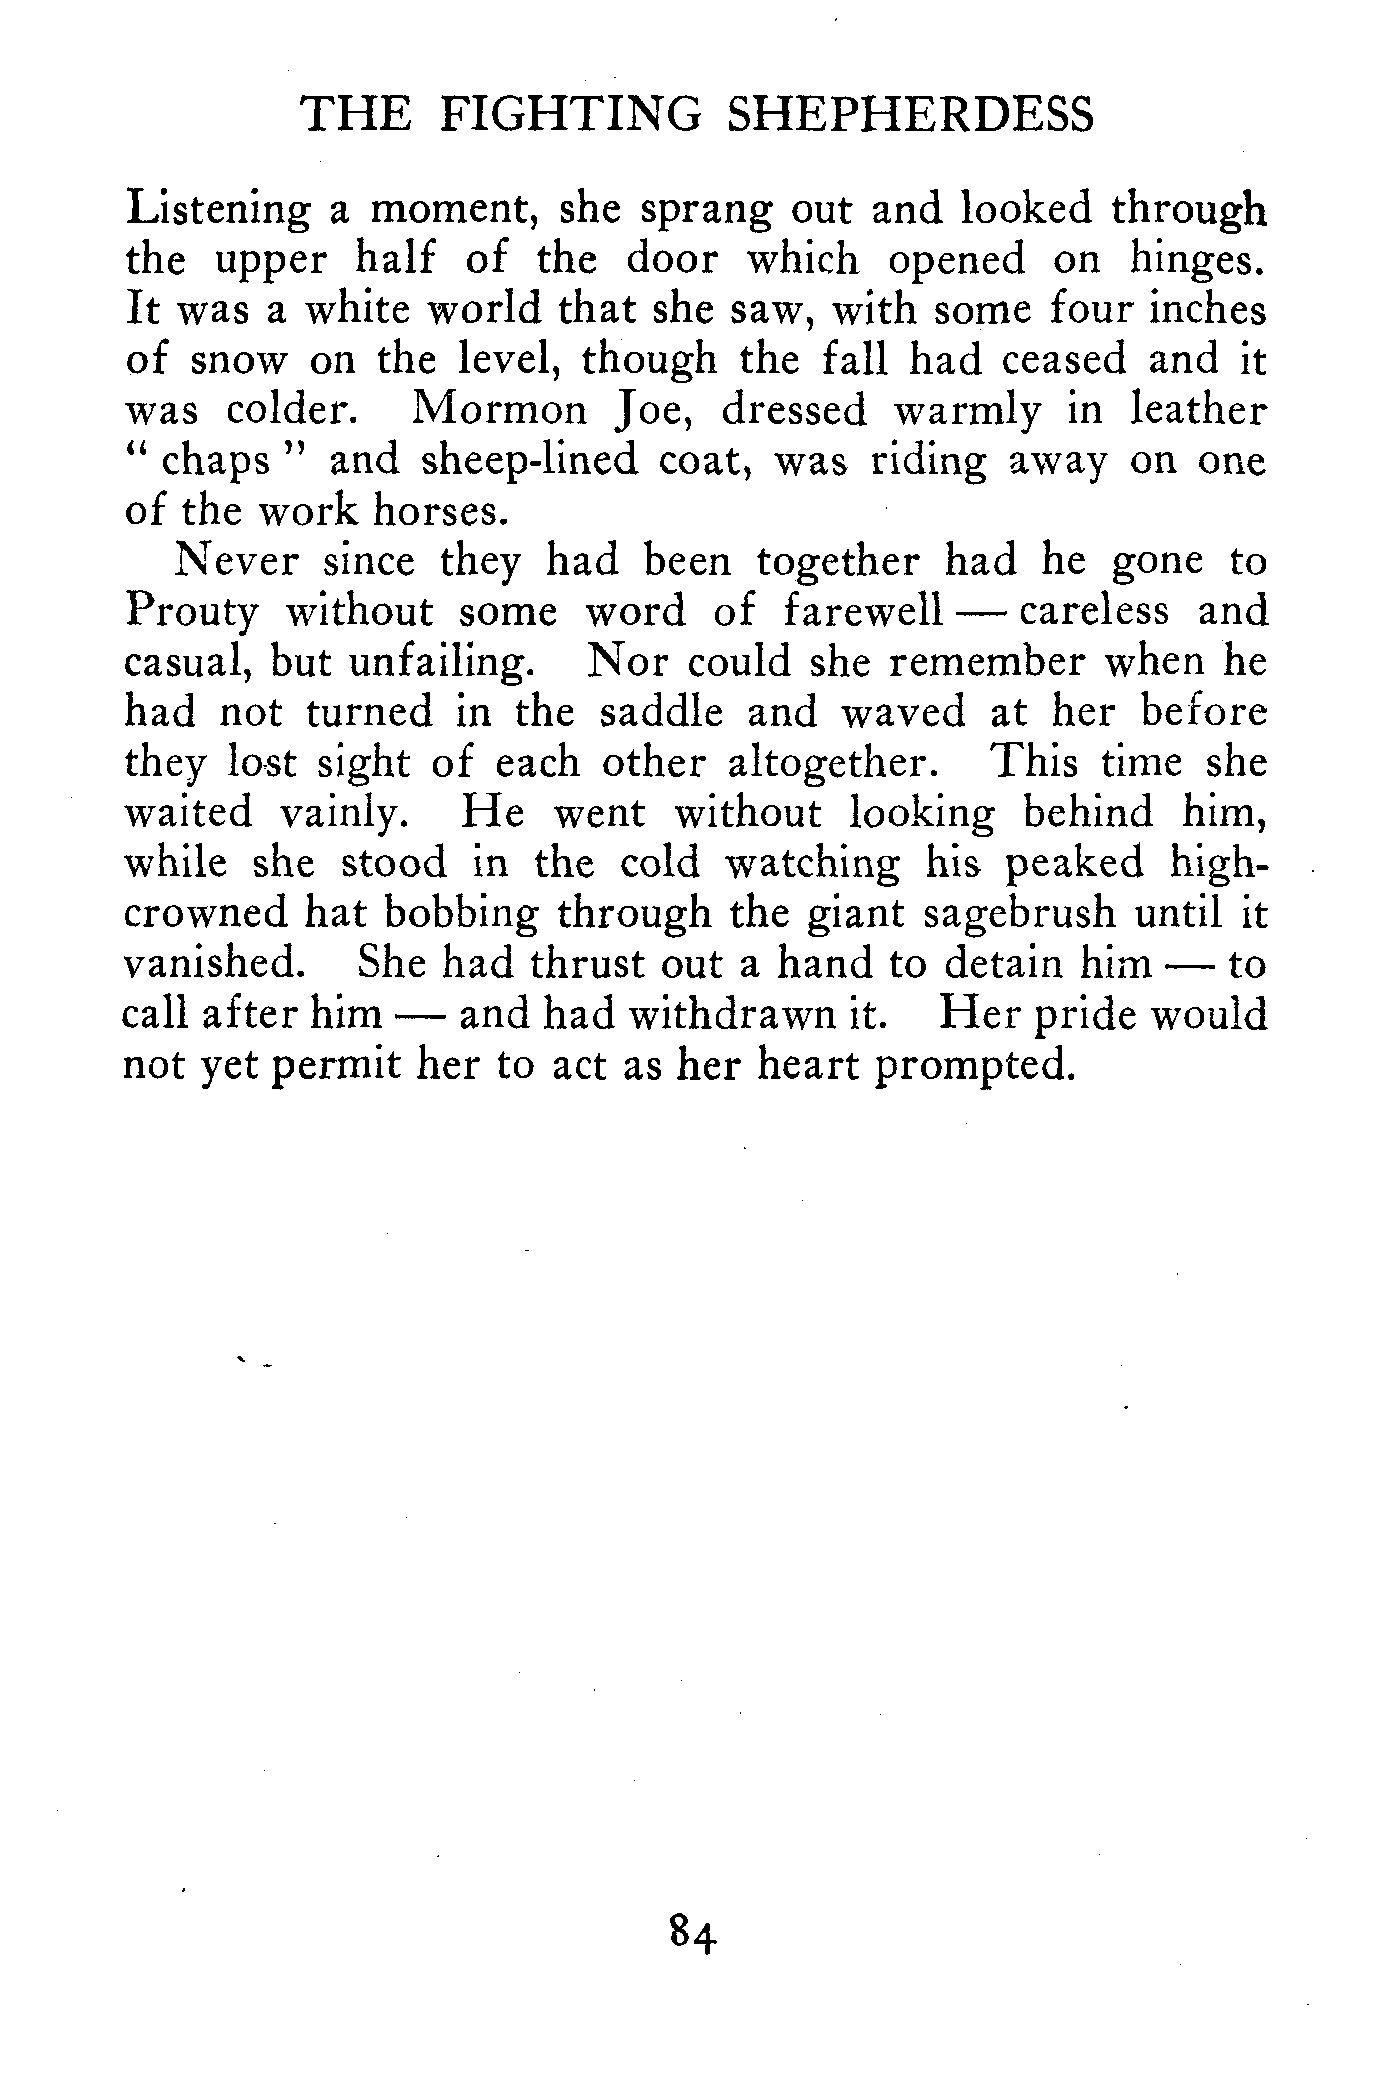 THE FIGHTING SHEPHERDESS
Listening a moment, she sprang out and looked through
the upper half of the door which opened on hinges.
It was a white world that she saw, with some four inches
of snow on the level, though the fall had ceased and it
was colder. Mormon Joe, dressed warmly in leather
" chaps " and sheep-lined coat, was riding away on one
of the work horses.
Never since they had been together had he gone to
Prouty without some word of farewell — careless and
casual, but unfailing. Nor could she remember when he
had not turned in the saddle and waved at her before
they lost sight of each other altogether. This time she
waited vainly. He went without looking behind him,
while she stood in the cold watching his peaked high-
crowned hat bobbing through the giant sagebrush until it
vanished. She had thrust out a hand to detain him — to
call after him — and had withdrawn it. Her pride would
not yet permit her to act as her heart prompted.
84